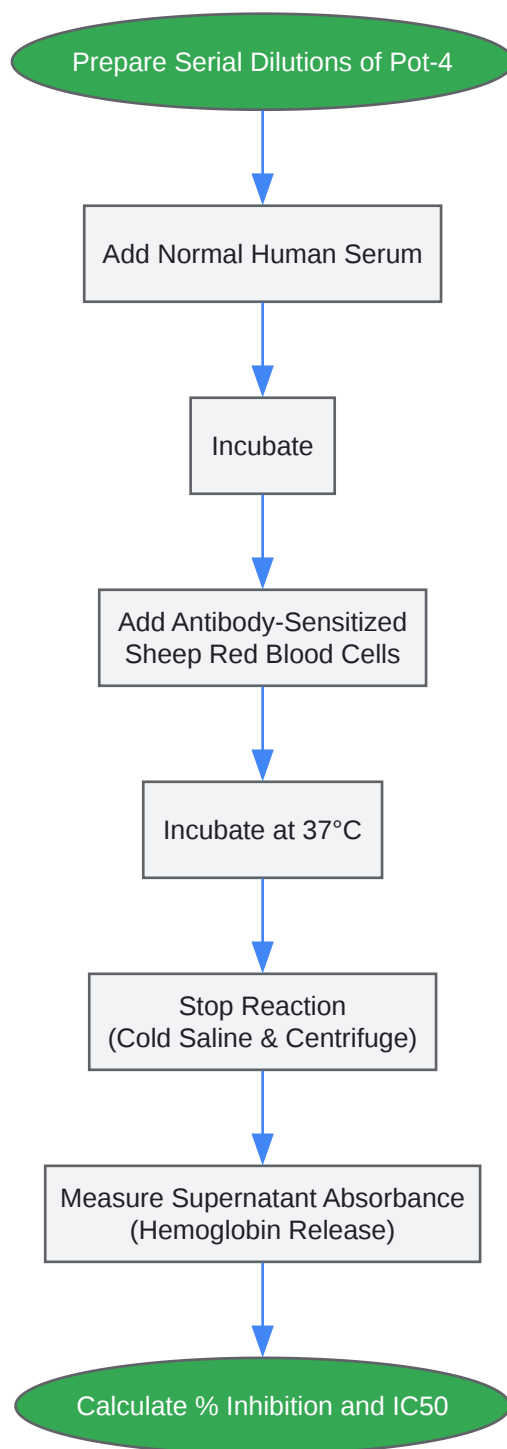 Prepare Serial Dilutions of Pot-4
Add Normal Human Serum
Incubate
Add Antibody-Sensitized
Sheep Red Blood Cells
Incubate at 37°C
Stop Reaction
(Cold Saline & Centrifuge)
Measure Supernatant Absorbance
(Hemoglobin Release)
Calculate % Inhibition and IC50